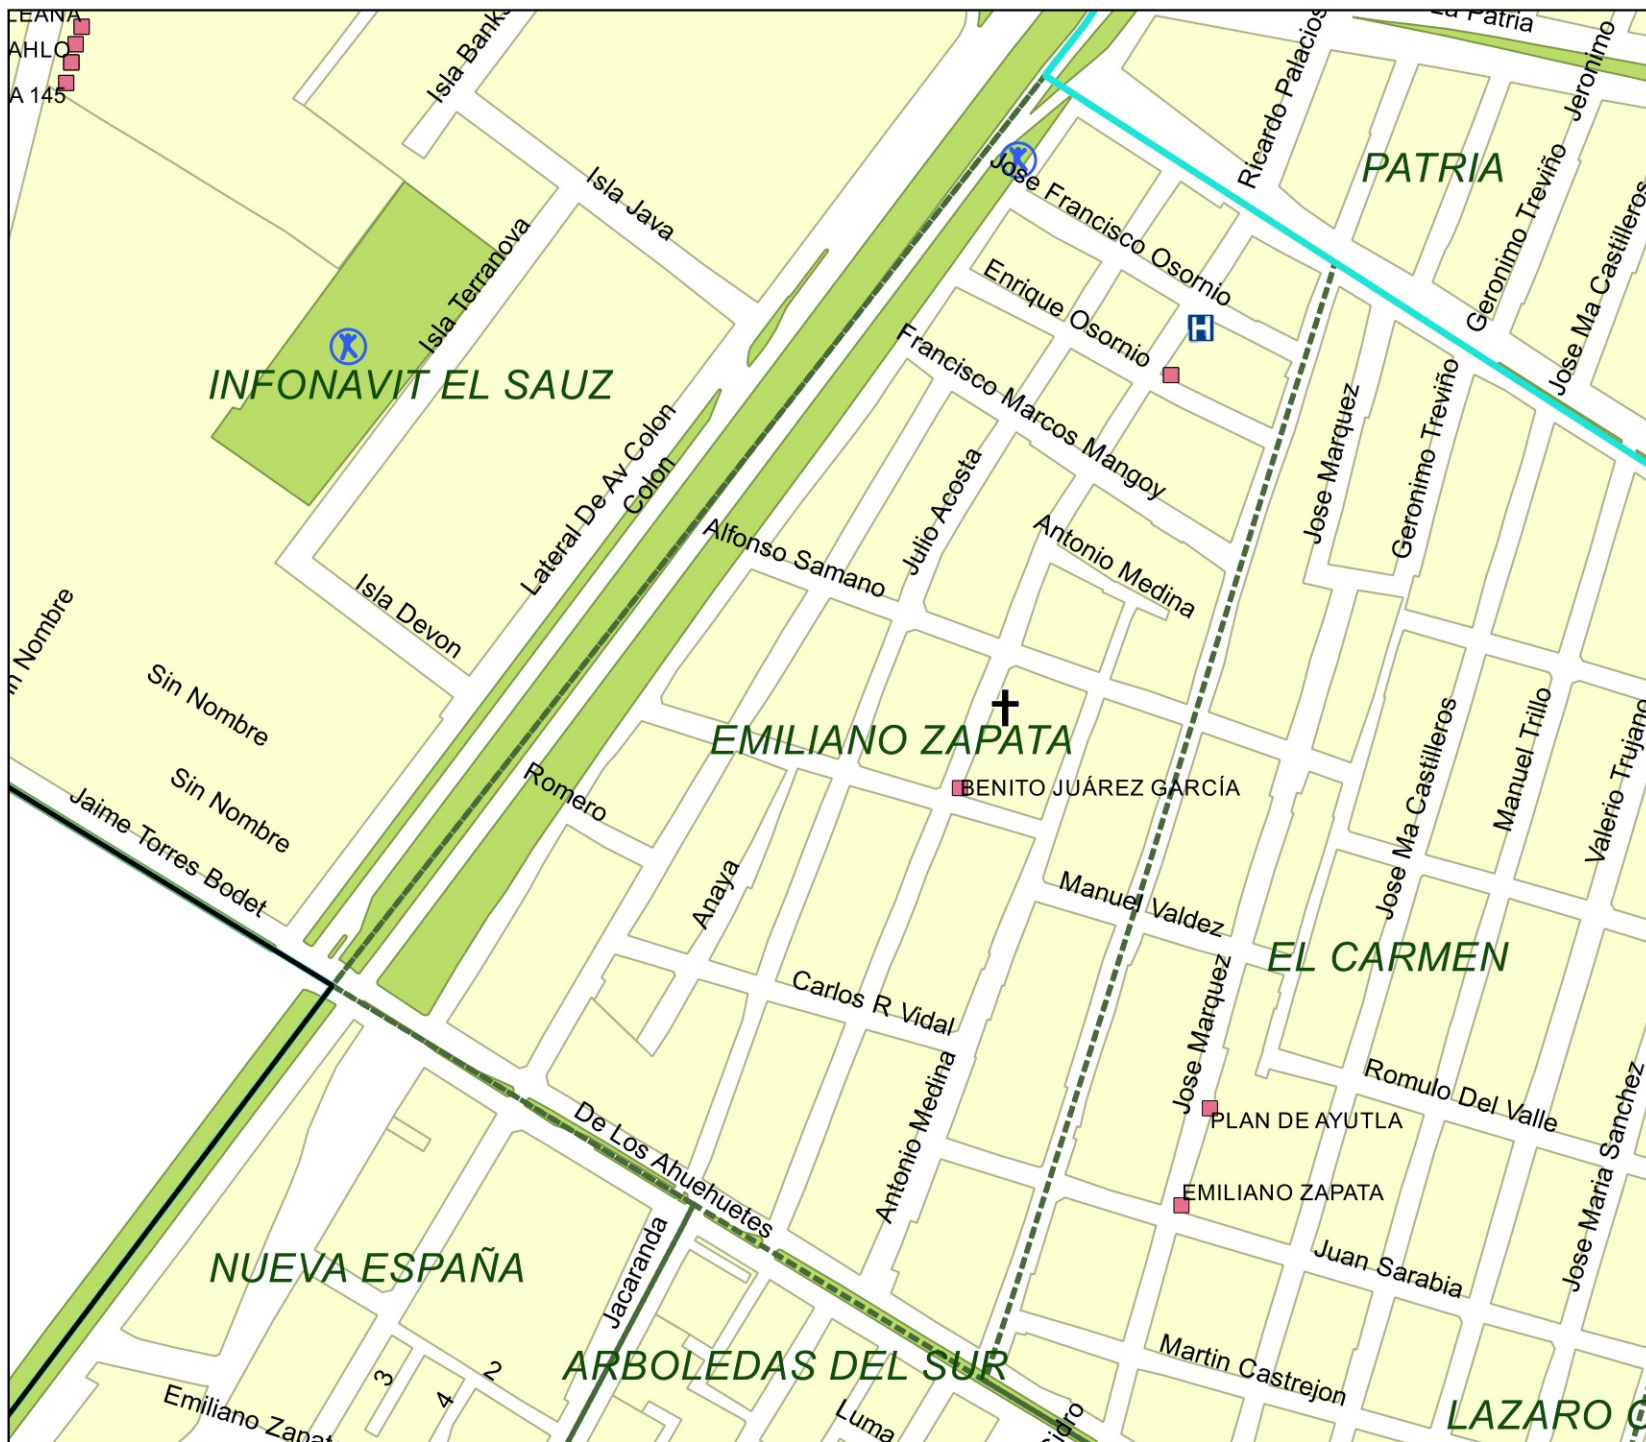 LEANA
AHLO
A 145
Isla Banks
La Patria
Ricardo Palacios
Jeronimo
PATRIA
Geronimo Treviño
Jose Ma Castilleros
Jose Francisco Osornio
Isla Java
Isla Terranova
INFONAVIT EL SAUZ
Enrique Osornio
H
Francisco Marcos Mangoy
Jose Marquez
Geronimo Treviño
Lateral De Av Colon
Colon
Julio Acosta
Alfonso Samano
Antonio Medina
Isla Devon
n Nombre
Sin Nombre
Sin Nombre
Jaime Torres Bodet
EMILIANO ZAPATA
BENITO JUÁREZ GARCÍA
Romero
Anaya
Manuel Valdez
Jose Ma Castilleros
Manuel Trillo
Valerio Trujano
EL CARMEN
Carlos R Vidal
Jose Marquez
Antonio Medina
PLAN DE AYUTLA
Romulo Del Valle
EMILIANO ZAPATA
Jose Maria Sanchez
De Los Ahuehuetes
Juan Sarabia
NUEVA ESPAÑA
Jacaranda
ARBOLEDAS DEL SUR
Martin Castrejon
3
4
2
Emiliano Zapat
Luma
idro
LAZARO C